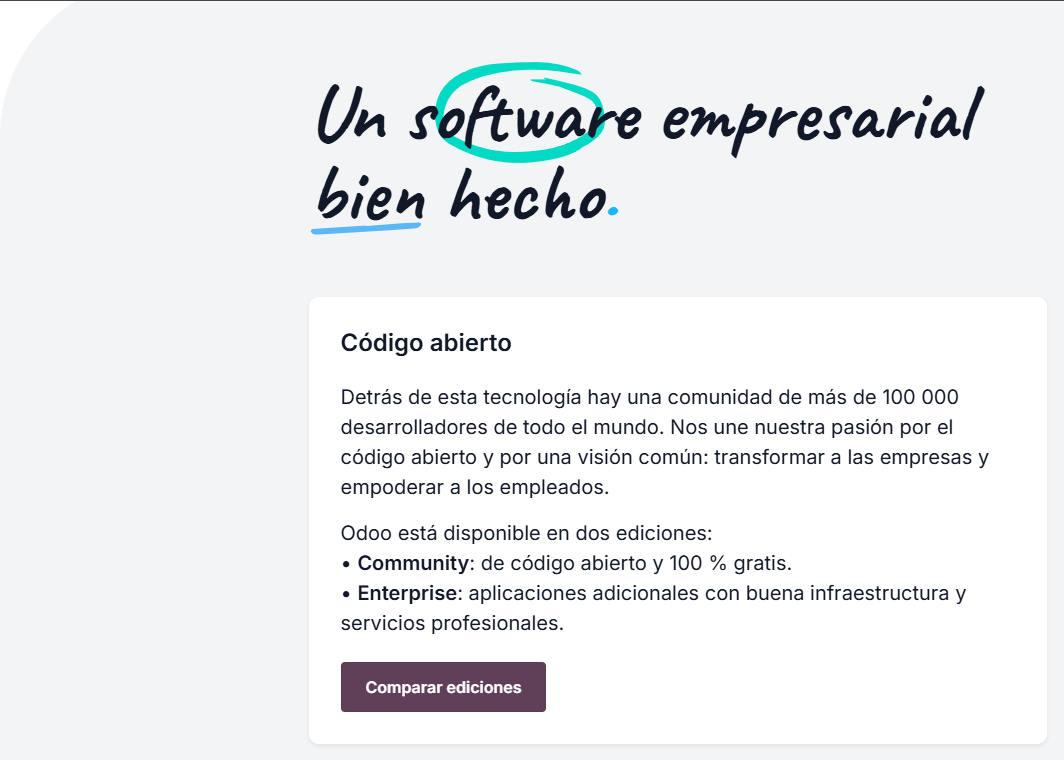 Un software empresarial
bien hecho.
Código abierto
Detrás de esta tecnología hay una comunidad de más de 100 000
desarrolladores de todo el mundo. Nos une nuestra pasión por el
código abierto y por una visión común: transformar a las empresas y
empoderar a los empleados.
Odoo está disponible en dos ediciones:
• Community: de código abierto y 100 % gratis.
• Enterprise: aplicaciones adicionales con buena infraestructura y
servicios profesionales.
Comparar ediciones